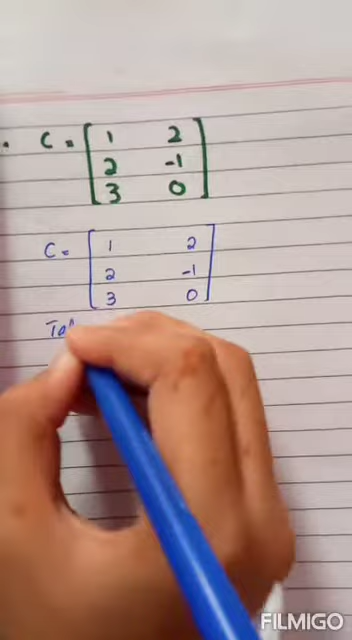 C = [ 1 2
2 -1
3 0 ]
C = [ 1 2
2 -1
3 0 ]
FILMIGO